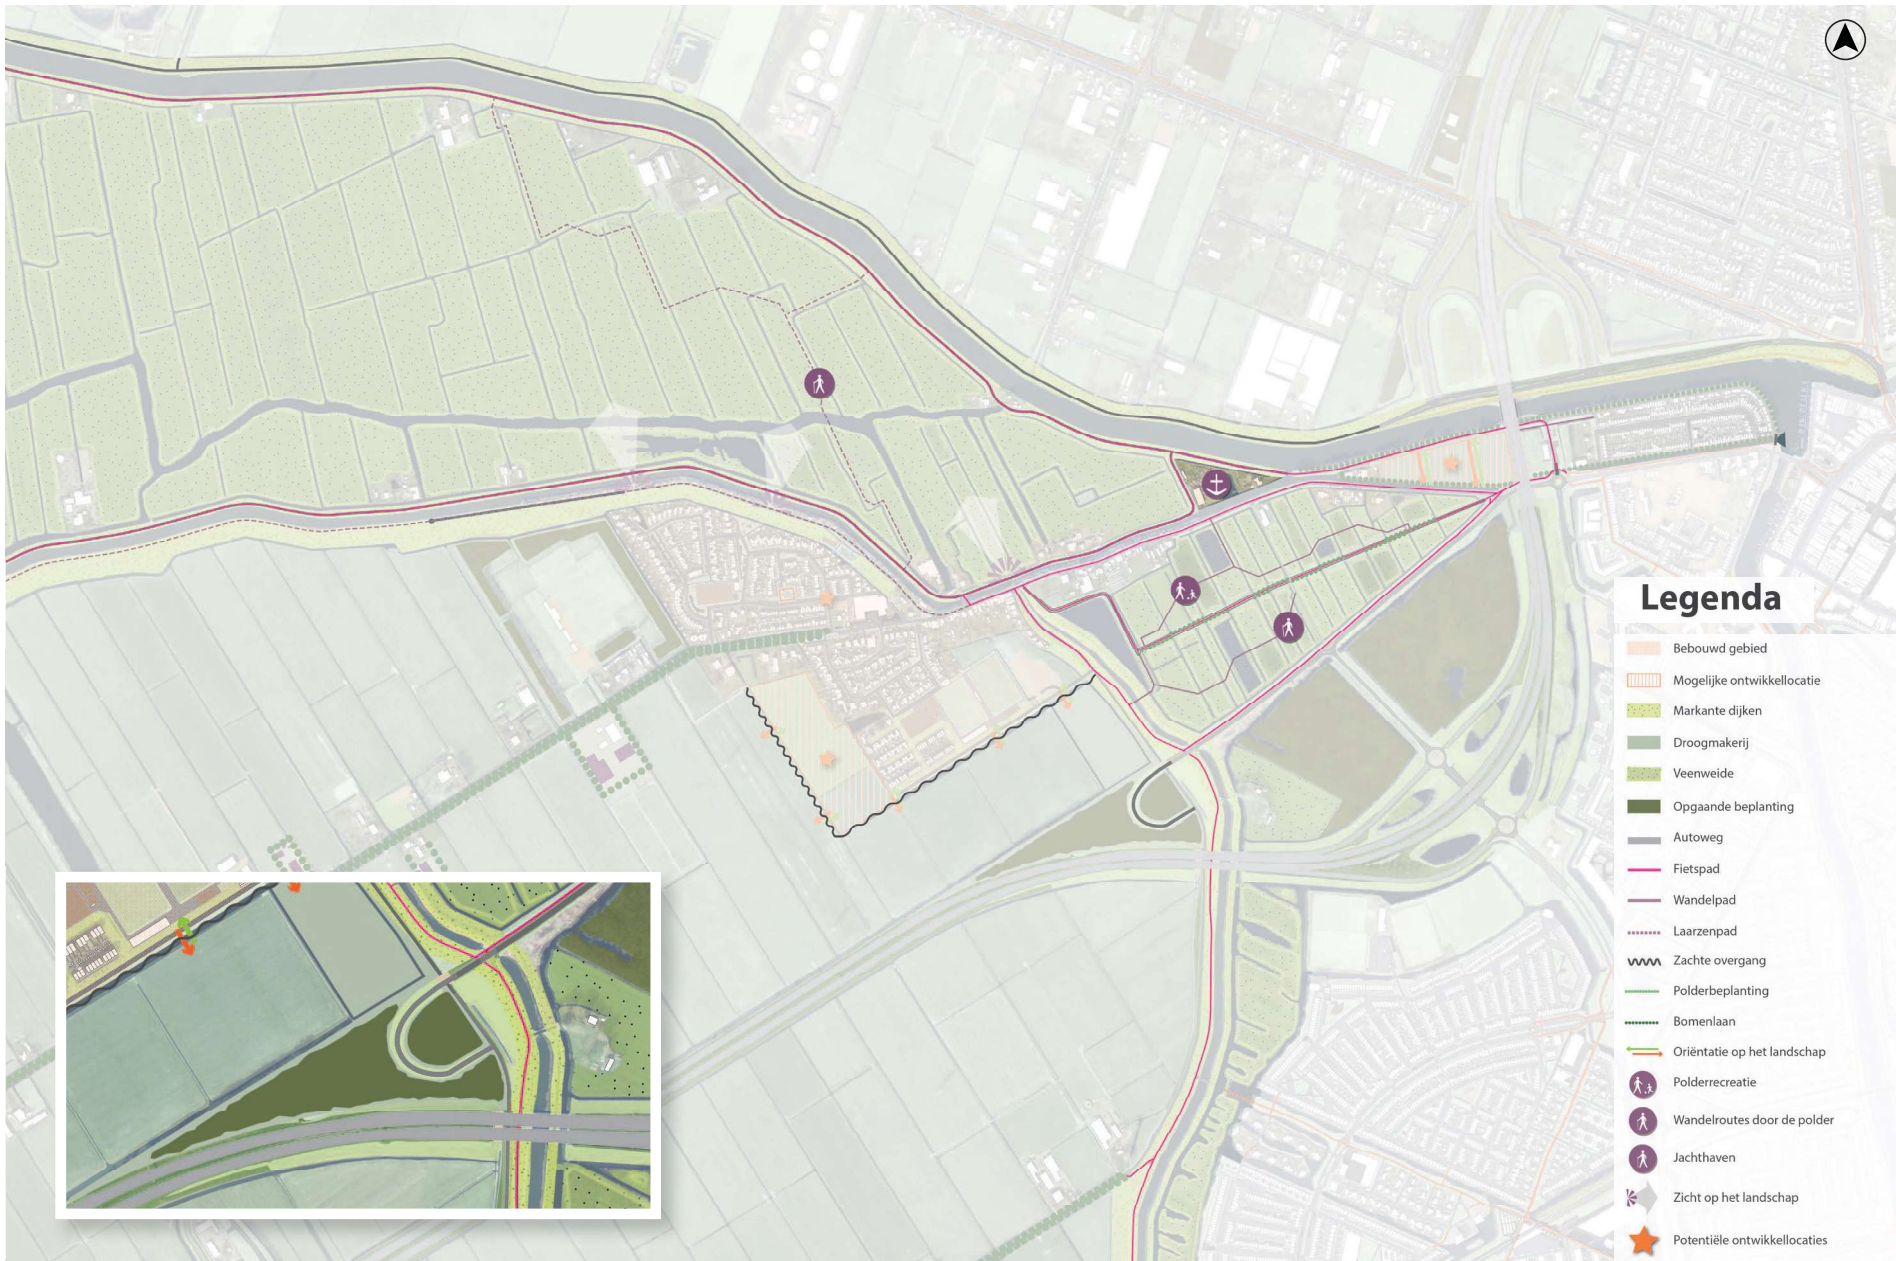 Legenda
Bebouwd gebied
Mogelijke ontwikkellocatie
Markante dijken
Droogmakerij
Veenweide
Opgaande beplanting
Autoweg
Fietspad
Wandelpad
Laarzenpad
Zachte overgang
Polderbeplanting
Bomenlaan
Oriëntatie op het landschap
Polderrecreatie
Wandelroutes door de polder
Jachthaven
Zicht op het landschap
Potentiële ontwikkellocaties